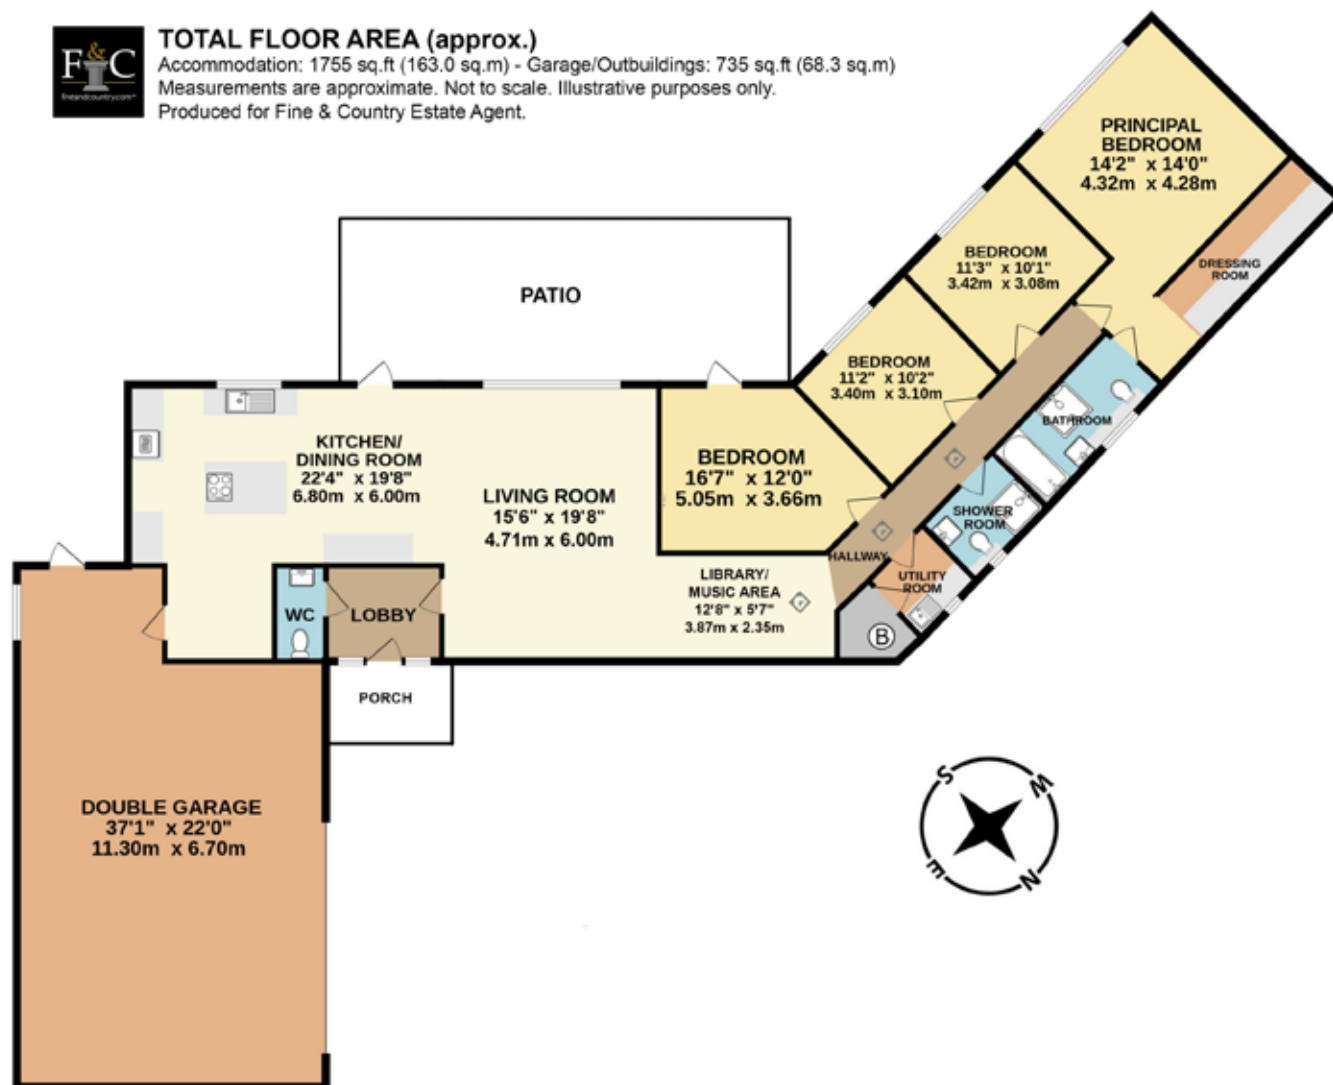 F&C
fineandcountry.com™
TOTAL FLOOR AREA (approx.)
Accommodation: 1755 sq.ft (163.0 sq.m) - Garage/Outbuildings: 735 sq.ft (68.3 sq.m)
Measurements are approximate. Not to scale. Illustrative purposes only.
Produced for Fine & Country Estate Agent.
PRINCIPAL
BEDROOM
14'2" x 14'0"
4.32m x 4.28m
DRESSING
ROOM
BEDROOM
11'3" x 10'1"
3.42m x 3.08m
PATIO
BEDROOM
11'2" x 10'2"
3.40m x 3.10m
BATHROOM
KITCHEN/
DINING ROOM
22'4" x 19'8"
6.80m x 6.00m
LIVING ROOM
15'6" x 19'8"
4.71m x 6.00m
BEDROOM
16'7" x 12'0"
5.05m x 3.66m
SHOWER
ROOM
HALLWAY
UTILITY
ROOM
LIBRARY/
MUSIC AREA
12'8" x 5'7"
3.87m x 2.35m
WC
LOBBY
B
PORCH
DOUBLE GARAGE
37'1" x 22'0"
11.30m x 6.70m
S
W
E
N